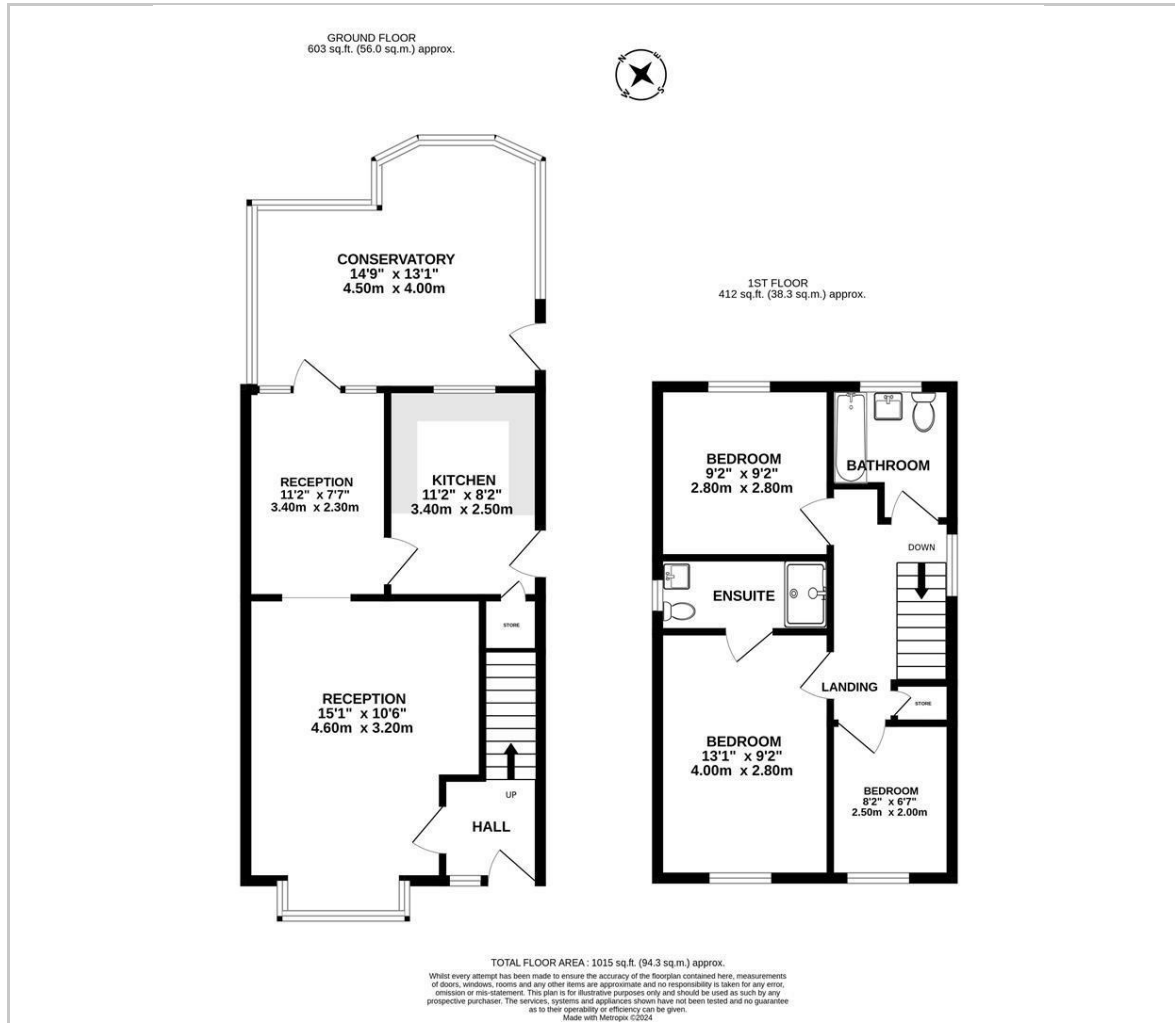 GROUND FLOOR
603 sq.ft. (56.0 sq.m.) approx.
N
E
S
W
CONSERVATORY
14'9" x 13'1"
4.50m x 4.00m
RECEPTION
11'2" x 7'7"
3.40m x 2.30m
KITCHEN
11'2" x 8'2"
3.40m x 2.50m
STORE
RECEPTION
15'1" x 10'6"
4.60m x 3.20m
UP
HALL
1ST FLOOR
412 sq.ft. (38.3 sq.m.) approx.
BEDROOM
9'2" x 9'2"
2.80m x 2.80m
BATHROOM
DOWN
ENSUITE
LANDING
STORE
BEDROOM
13'1" x 9'2"
4.00m x 2.80m
BEDROOM
8'2" x 6'7"
2.50m x 2.00m
TOTAL FLOOR AREA : 1015 sq.ft. (94.3 sq.m.) approx.
Whilst every attempt has been made to ensure the accuracy of the floorplan contained here, measurements
of doors, windows, rooms and any other items are approximate and no responsibility is taken for any error,
omission or mis-statement. This plan is for illustrative purposes only and should be used as such by any
prospective purchaser. The services, systems and appliances shown have not been tested and no guarantee
as to their operability or efficiency can be given.
Made with Metropix ©2024